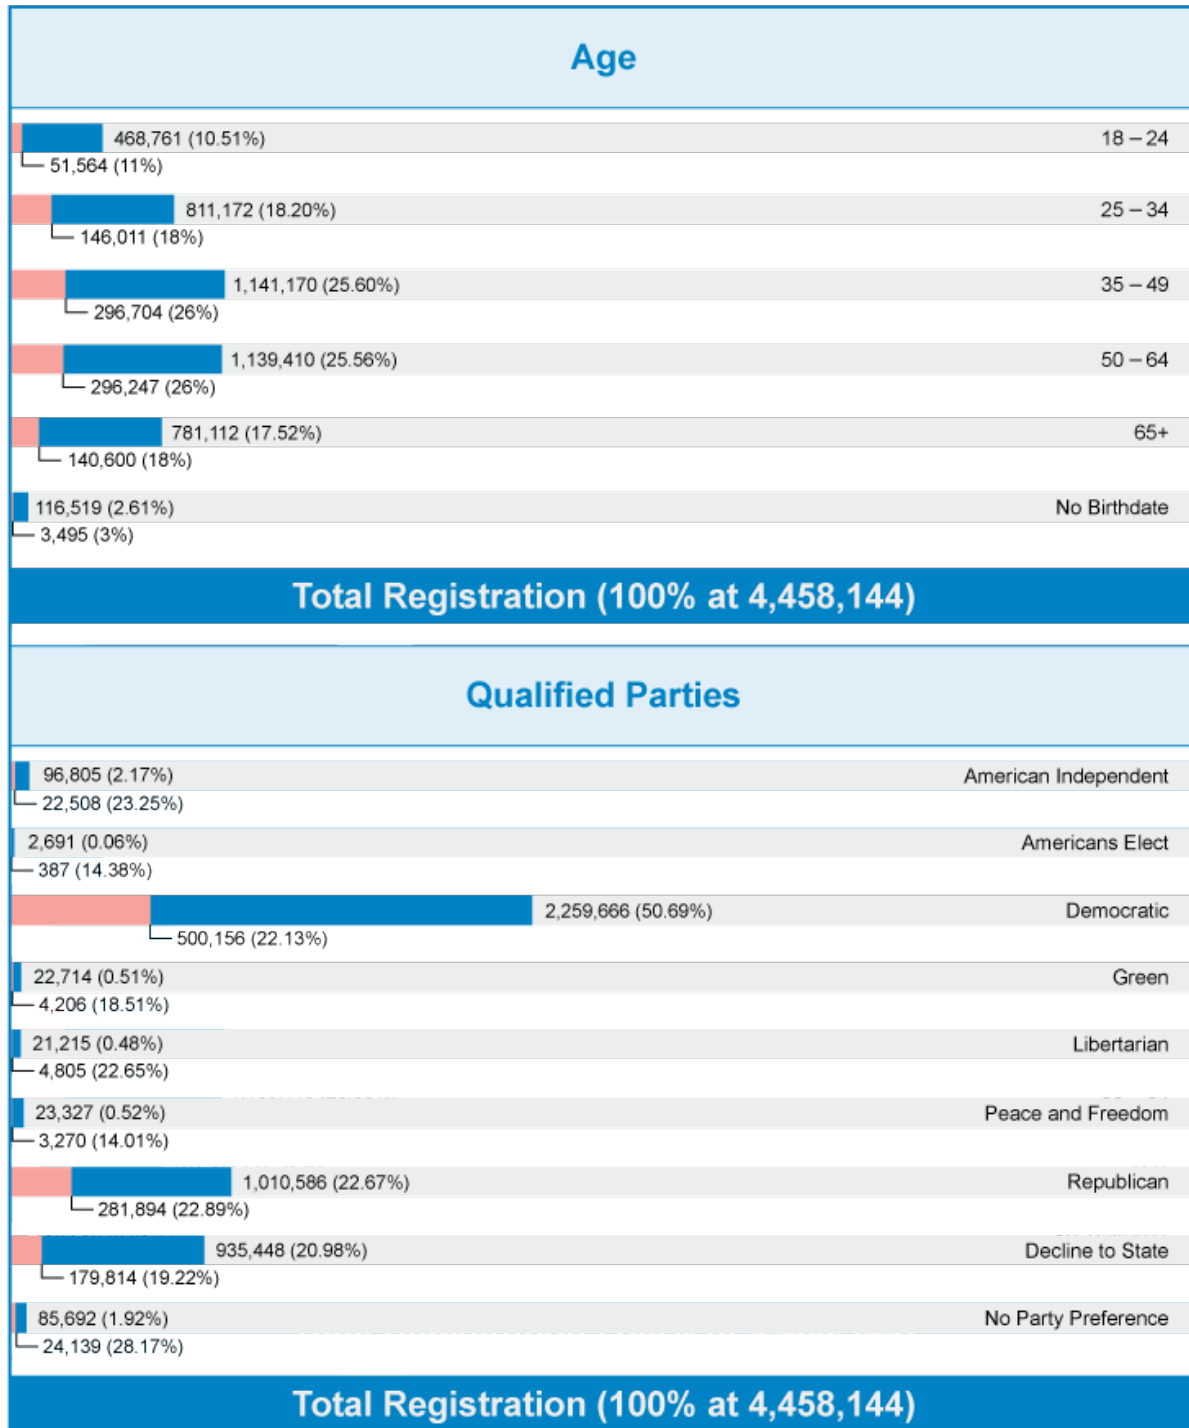 Age
468,761 (10.51%) 18 – 24
51,564 (11%)
811,172 (18.20%) 25 – 34
146,011 (18%)
1,141,170 (25.60%) 35 – 49
296,704 (26%)
1,139,410 (25.56%) 50 – 64
296,247 (26%)
781,112 (17.52%) 65+
140,600 (18%)
116,519 (2.61%) No Birthdate
3,495 (3%)
Total Registration (100% at 4,458,144)
Qualified Parties
96,805 (2.17%) American Independent
22,508 (23.25%)
2,691 (0.06%) Americans Elect
387 (14.38%)
2,259,666 (50.69%) Democratic
500,156 (22.13%)
22,714 (0.51%) Green
4,206 (18.51%)
21,215 (0.48%) Libertarian
4,805 (22.65%)
23,327 (0.52%) Peace and Freedom
3,270 (14.01%)
1,010,586 (22.67%) Republican
281,894 (22.89%)
935,448 (20.98%) Decline to State
179,814 (19.22%)
85,692 (1.92%) No Party Preference
24,139 (28.17%)
Total Registration (100% at 4,458,144)